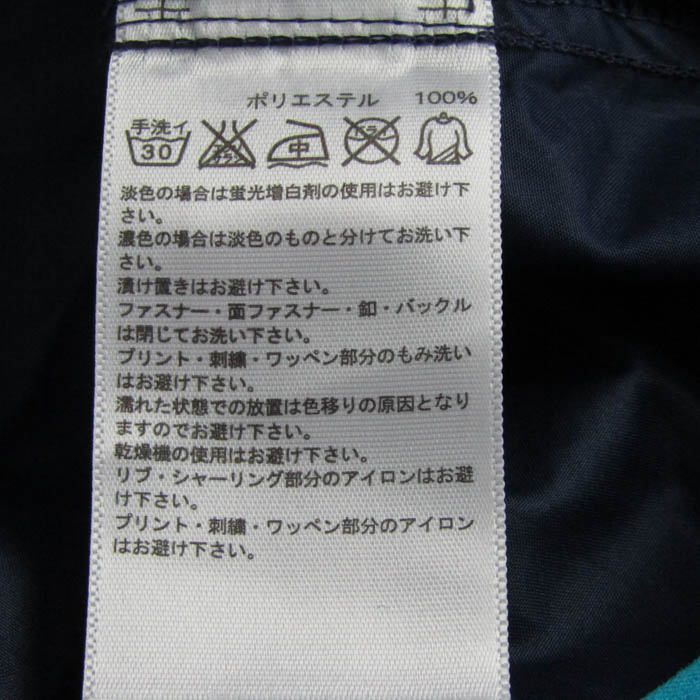 ポリエステル 100%
手洗イ
30
中
淡色の場合は蛍光増白剤の使用はお避け下
さい。
濃色の場合は淡色のものと分けてお洗い下
さい。
漬け置きはお避け下さい。
ファスナー・面ファスナー・釦・バックル
は閉じてお洗い下さい。
プリント・刺繍・ワッペン部分のもみ洗い
はお避け下さい。
濡れた状態での放置は色移りの原因となり
ますのでお避け下さい。
乾燥機の使用はお避け下さい。
リブ・シャーリング部分のアイロンはお避
け下さい。
プリント・刺繍・ワッペン部分のアイロン
はお避け下さい。